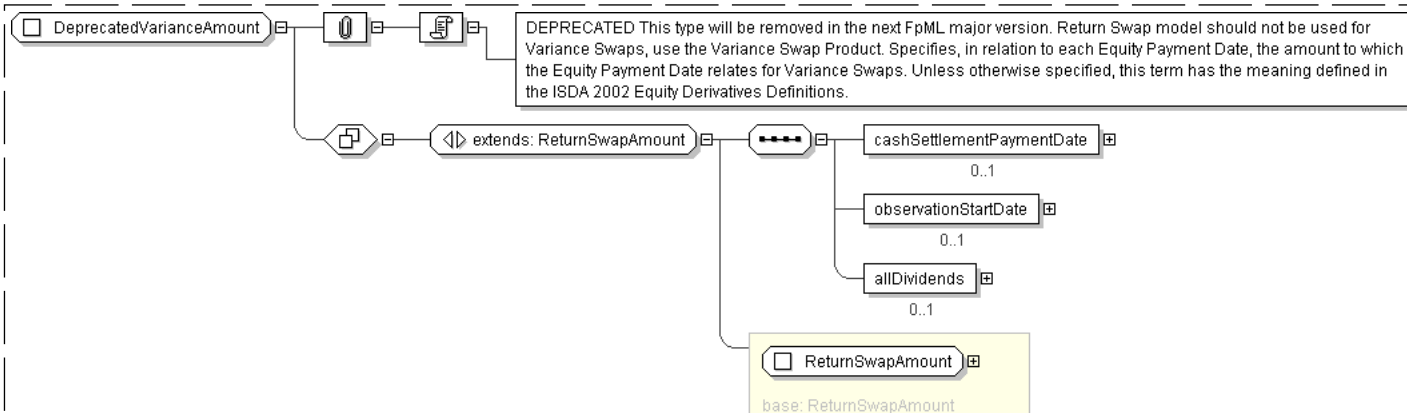 DeprecatedVarianceAmount
DEPRECATED This type will be removed in the next FpML major version. Return Swap model should not be used for
Variance Swaps, use the Variance Swap Product. Specifies, in relation to each Equity Payment Date, the amount to which
the Equity Payment Date relates for Variance Swaps. Unless otherwise specified, this term has the meaning defined in
the ISDA 2002 Equity Derivatives Definitions.
extends: ReturnSwapAmount
cashSettlementPaymentDate
0..1
observationStartDate
0..1
allDividends
0..1
ReturnSwapAmount
base: ReturnSwapAmount